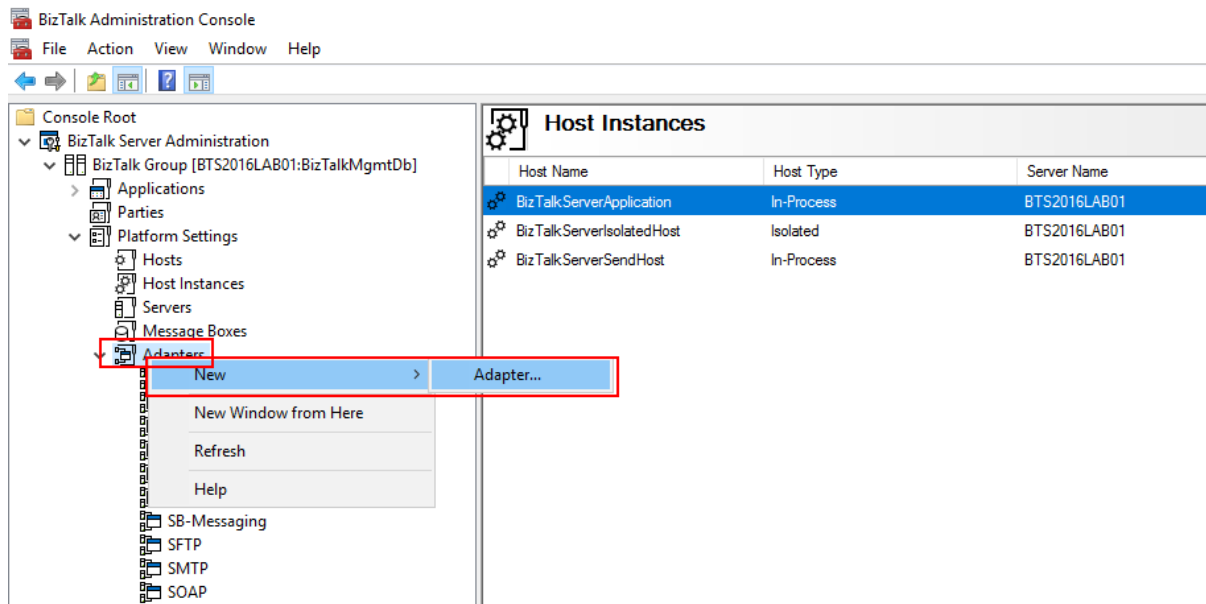 BizTalk Administration Console
File Action View Window Help
Console Root
BizTalk Server Administration
BizTalk Group [BTS2016LAB01:BizTalkMgmtDb]
Applications
Parties
Platform Settings
Hosts
Host Instances
Servers
Message Boxes
Adapters
New
Adapter...
New Window from Here
Refresh
Help
SB-Messaging
SFTP
SMTP
SOAP
Host Instances
Host Name Host Type Server Name
BizTalkServerApplication In-Process BTS2016LAB01
BizTalkServerIsolatedHost Isolated BTS2016LAB01
BizTalkServerSendHost In-Process BTS2016LAB01